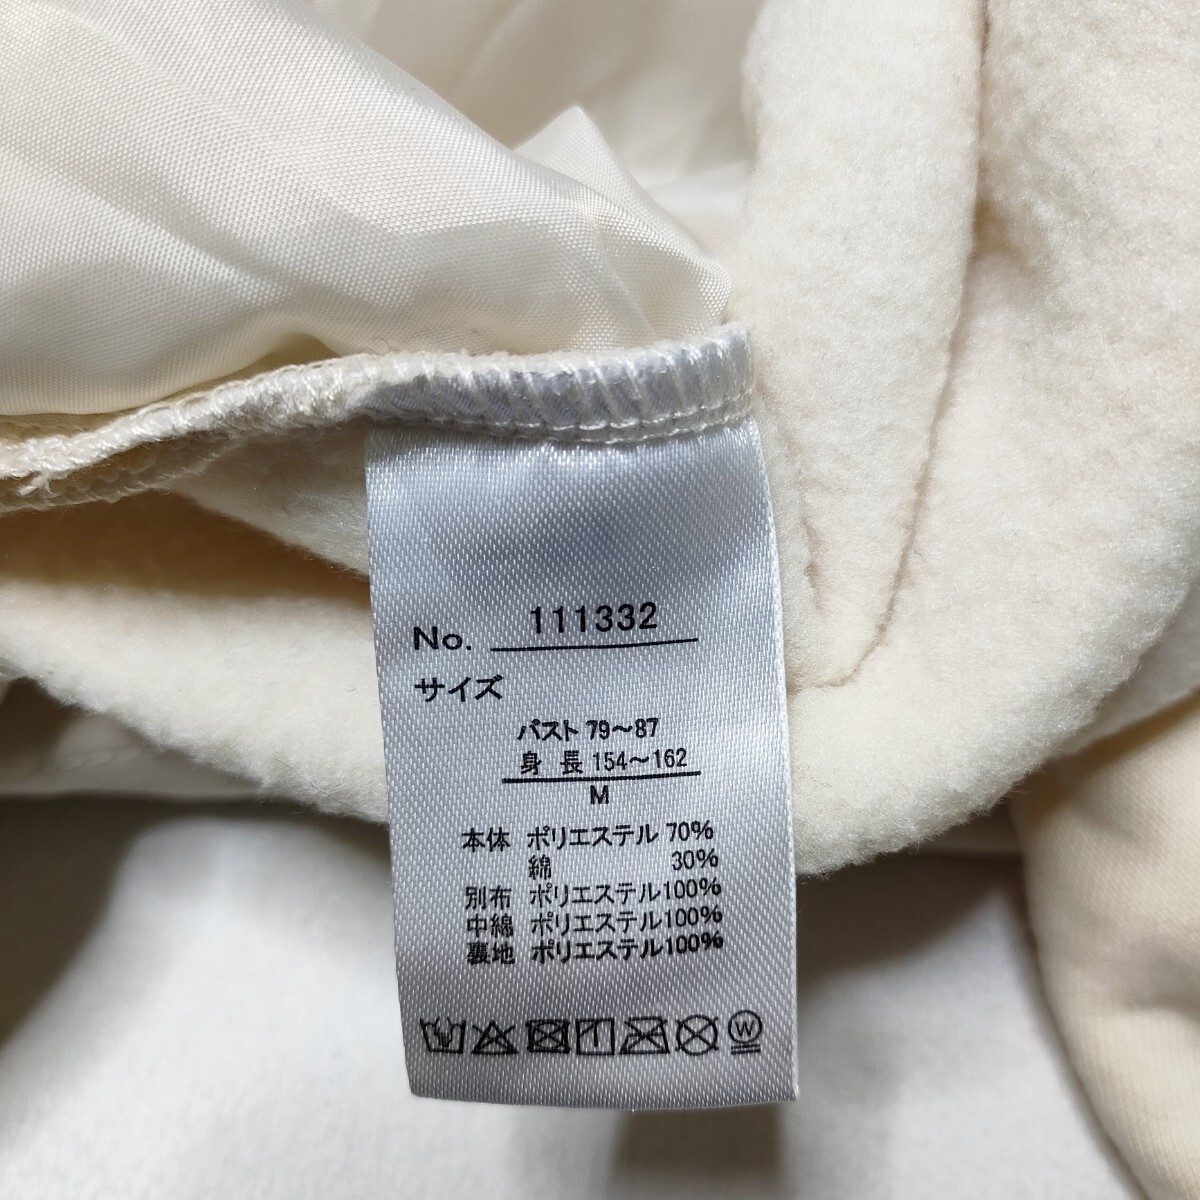 No. 111332
サイズ
バスト 79～87
身 長 154～162
M
本体 ポリエステル 70%
綿 30%
別布 ポリエステル100%
中綿 ポリエステル100%
裏地 ポリエステル100%
W